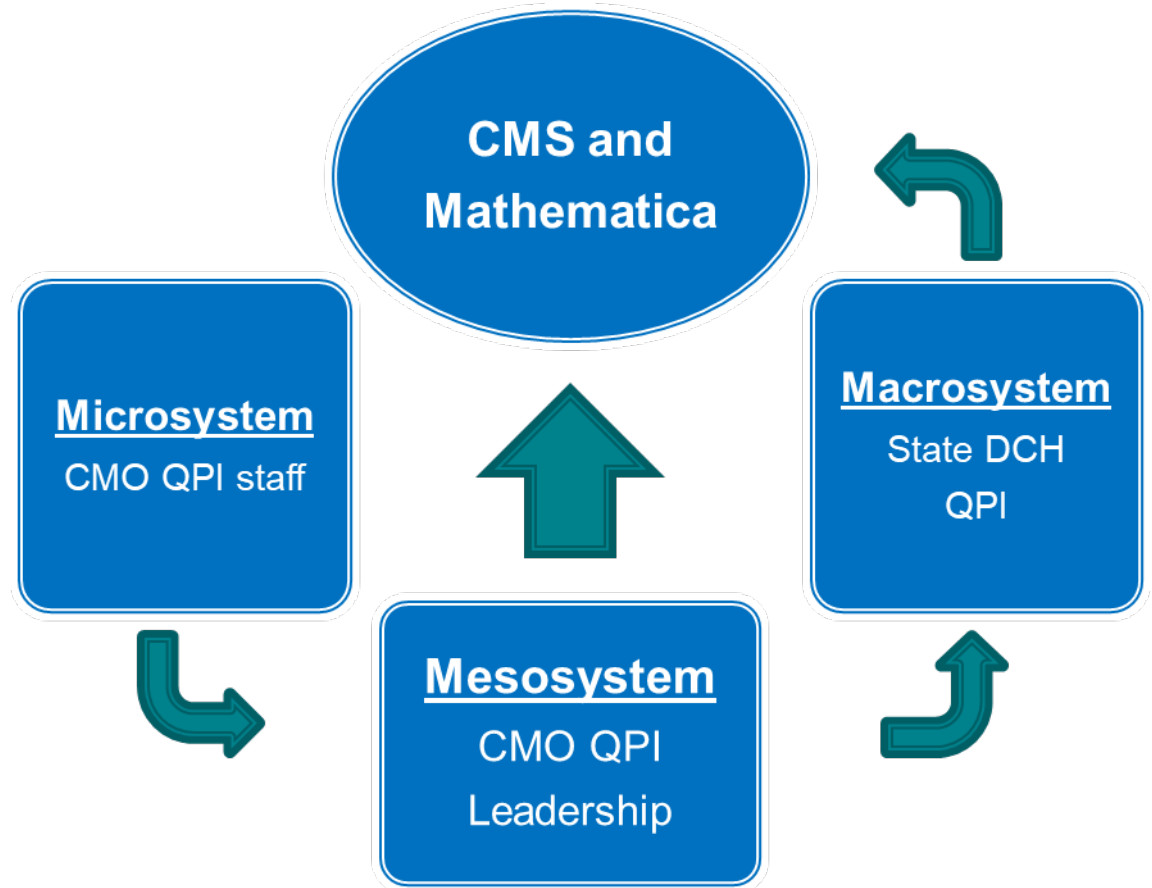 CMS and
Mathematica
Microsystem
CMO QPI staff
Macrosystem
State DCH
QPI
Mesosystem
CMO QPI
Leadership